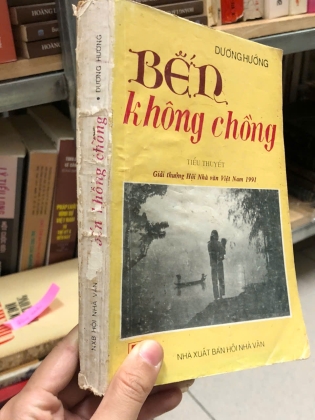 DƯƠNG HƯỚNG
BẾN
không chồng
TIỂU THUYẾT
Giải thưởng Hội Nhà văn Việt Nam 1991
NHÀ XUẤT BẢN HỘI NHÀ VĂN
DƯƠNG HƯỚNG
không chồng
NXB HỘI NHÀ VĂN